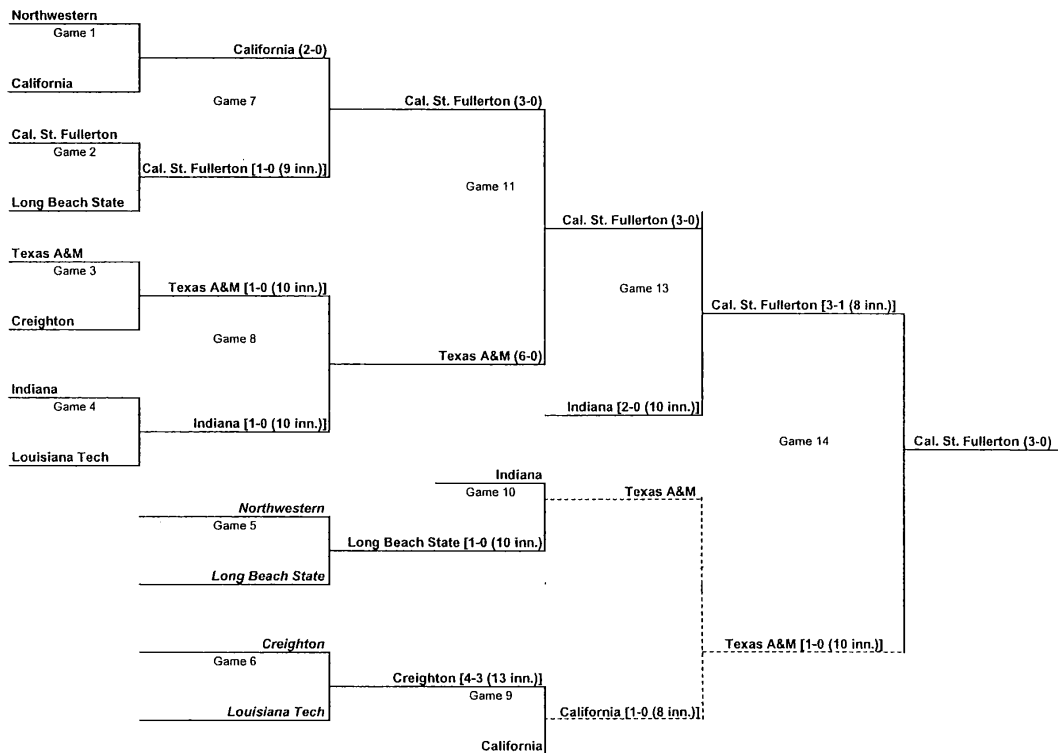 Northwestern
Game 1
California (2-0)
California
Game 7
Cal. St. Fullerton (3-0)
Cal. St. Fullerton
Game 2
Cal. St. Fullerton [1-0 (9 inn.)]
Long Beach State
Game 11
Cal. St. Fullerton (3-0)
Texas A&M
Game 3
Texas A&M [1-0 (10 inn.)]
Creighton
Game 8
Game 13
Cal. St. Fullerton [3-1 (8 inn.)]
Texas A&M (6-0)
Indiana
Game 4
Indiana [1-0 (10 inn.)]
Indiana [2-0 (10 inn.)]
Louisiana Tech
Game 14
Cal. St. Fullerton (3-0)
Indiana
Game 10
Texas A&M
Northwestern
Game 5
Long Beach State [1-0 (10 inn.)
Long Beach State
Creighton
Game 6
Texas A&M [1-0 (10 inn.)]
Creighton [4-3 (13 inn.)]
Game 9
Louisiana Tech
California [1-0 (8 inn.)]
California